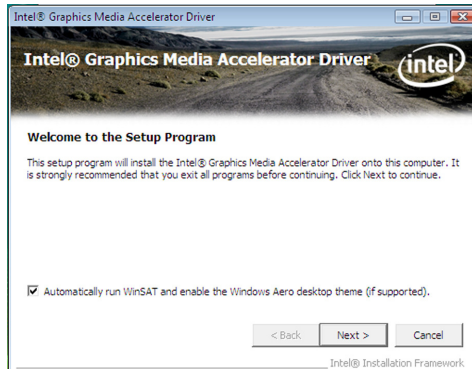 Intel® Graphics Media Accelerator Driver
Intel® Graphics Media Accelerator Driver
intel
Welcome to the Setup Program
This setup program will install the Intel® Graphics Media Accelerator Driver onto this computer. It
is strongly recommended that you exit all programs before continuing. Click Next to continue.
Automatically run WinSAT and enable the Windows Aero desktop theme (if supported).
< Back Next > Cancel
Intel® Installation Framework